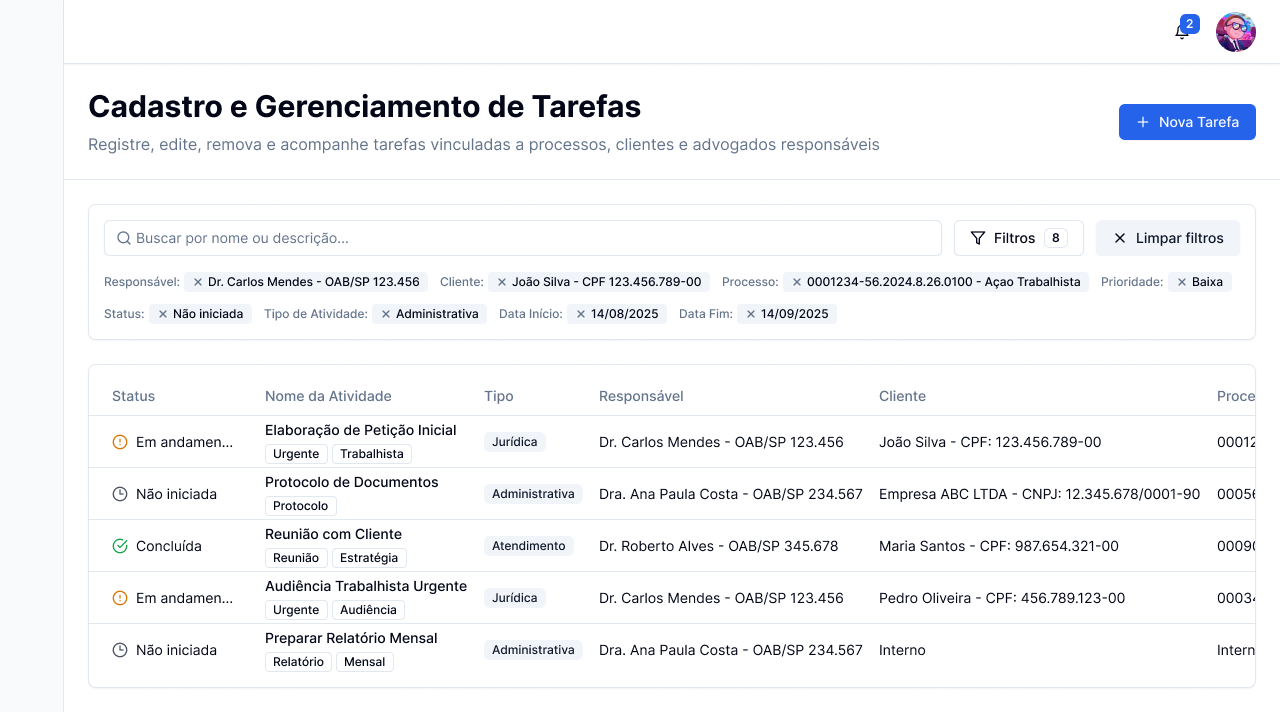 2
Cadastro e Gerenciamento de Tarefas
Registre, edite, remova e acompanhe tarefas vinculadas a processos, clientes e advogados responsáveis
+ Nova Tarefa
Buscar por nome ou descrição...
Filtros 8
Limpar filtros
Responsável: × Dr. Carlos Mendes - OAB/SP 123.456 Cliente: × João Silva - CPF 123.456.789-00 Processo: × 0001234-56.2024.8.26.0100 - Açao Trabalhista Prioridade: × Baixa
Status: × Não iniciada Tipo de Atividade: × Administrativa Data Início: × 14/08/2025 Data Fim: × 14/09/2025
Status Nome da Atividade Tipo Responsável Cliente Proce
Em andamen... Elaboração de Petição Inicial Jurídica Dr. Carlos Mendes - OAB/SP 123.456 João Silva - CPF: 123.456.789-00 00012
Urgente Trabalhista
Não iniciada Protocolo de Documentos Administrativa Dra. Ana Paula Costa - OAB/SP 234.567 Empresa ABC LTDA - CNPJ: 12.345.678/0001-90 00056
Protocolo
Concluída Reunião com Cliente Atendimento Dr. Roberto Alves - OAB/SP 345.678 Maria Santos - CPF: 987.654.321-00 00090
Reunião Estratégia
Em andamen... Audiência Trabalhista Urgente Jurídica Dr. Carlos Mendes - OAB/SP 123.456 Pedro Oliveira - CPF: 456.789.123-00 00034
Urgente Audiência
Não iniciada Preparar Relatório Mensal Administrativa Dra. Ana Paula Costa - OAB/SP 234.567 Interno Intern
Relatório Mensal